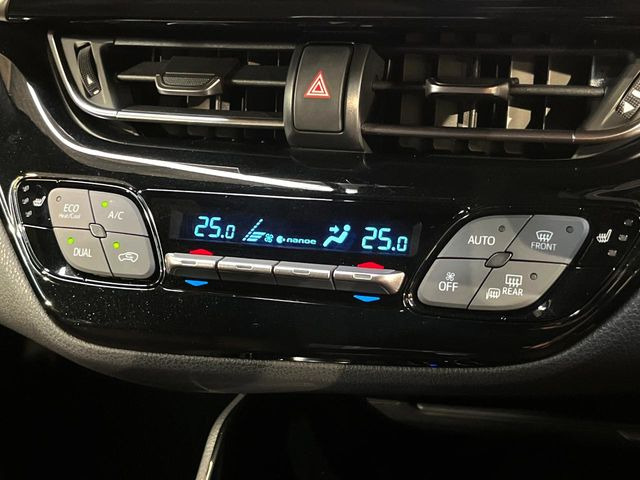 ECO
Heat/Cool
A/C
DUAL
25.0
nanoe
25.0
AUTO
FRONT
OFF
REAR